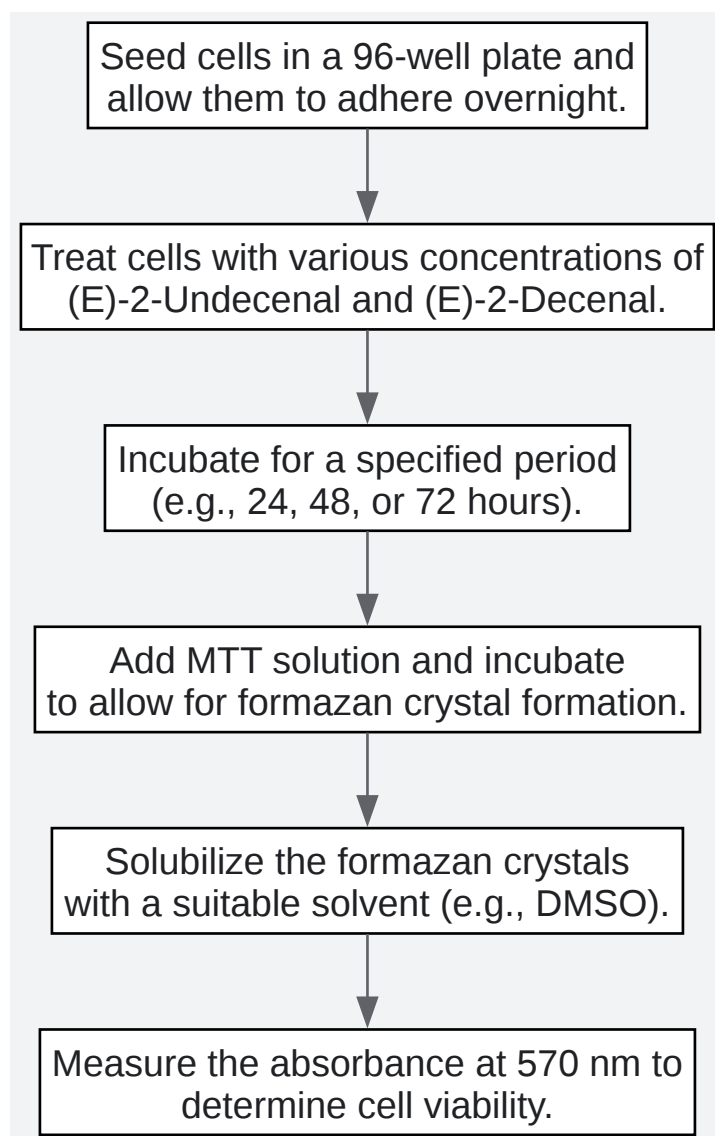 Seed cells in a 96-well plate and
allow them to adhere overnight.
Treat cells with various concentrations of
(E)-2-Undecenal and (E)-2-Decenal.
Incubate for a specified period
(e.g., 24, 48, or 72 hours).
Add MTT solution and incubate
to allow for formazan crystal formation.
Solubilize the formazan crystals
with a suitable solvent (e.g., DMSO).
Measure the absorbance at 570 nm to
determine cell viability.